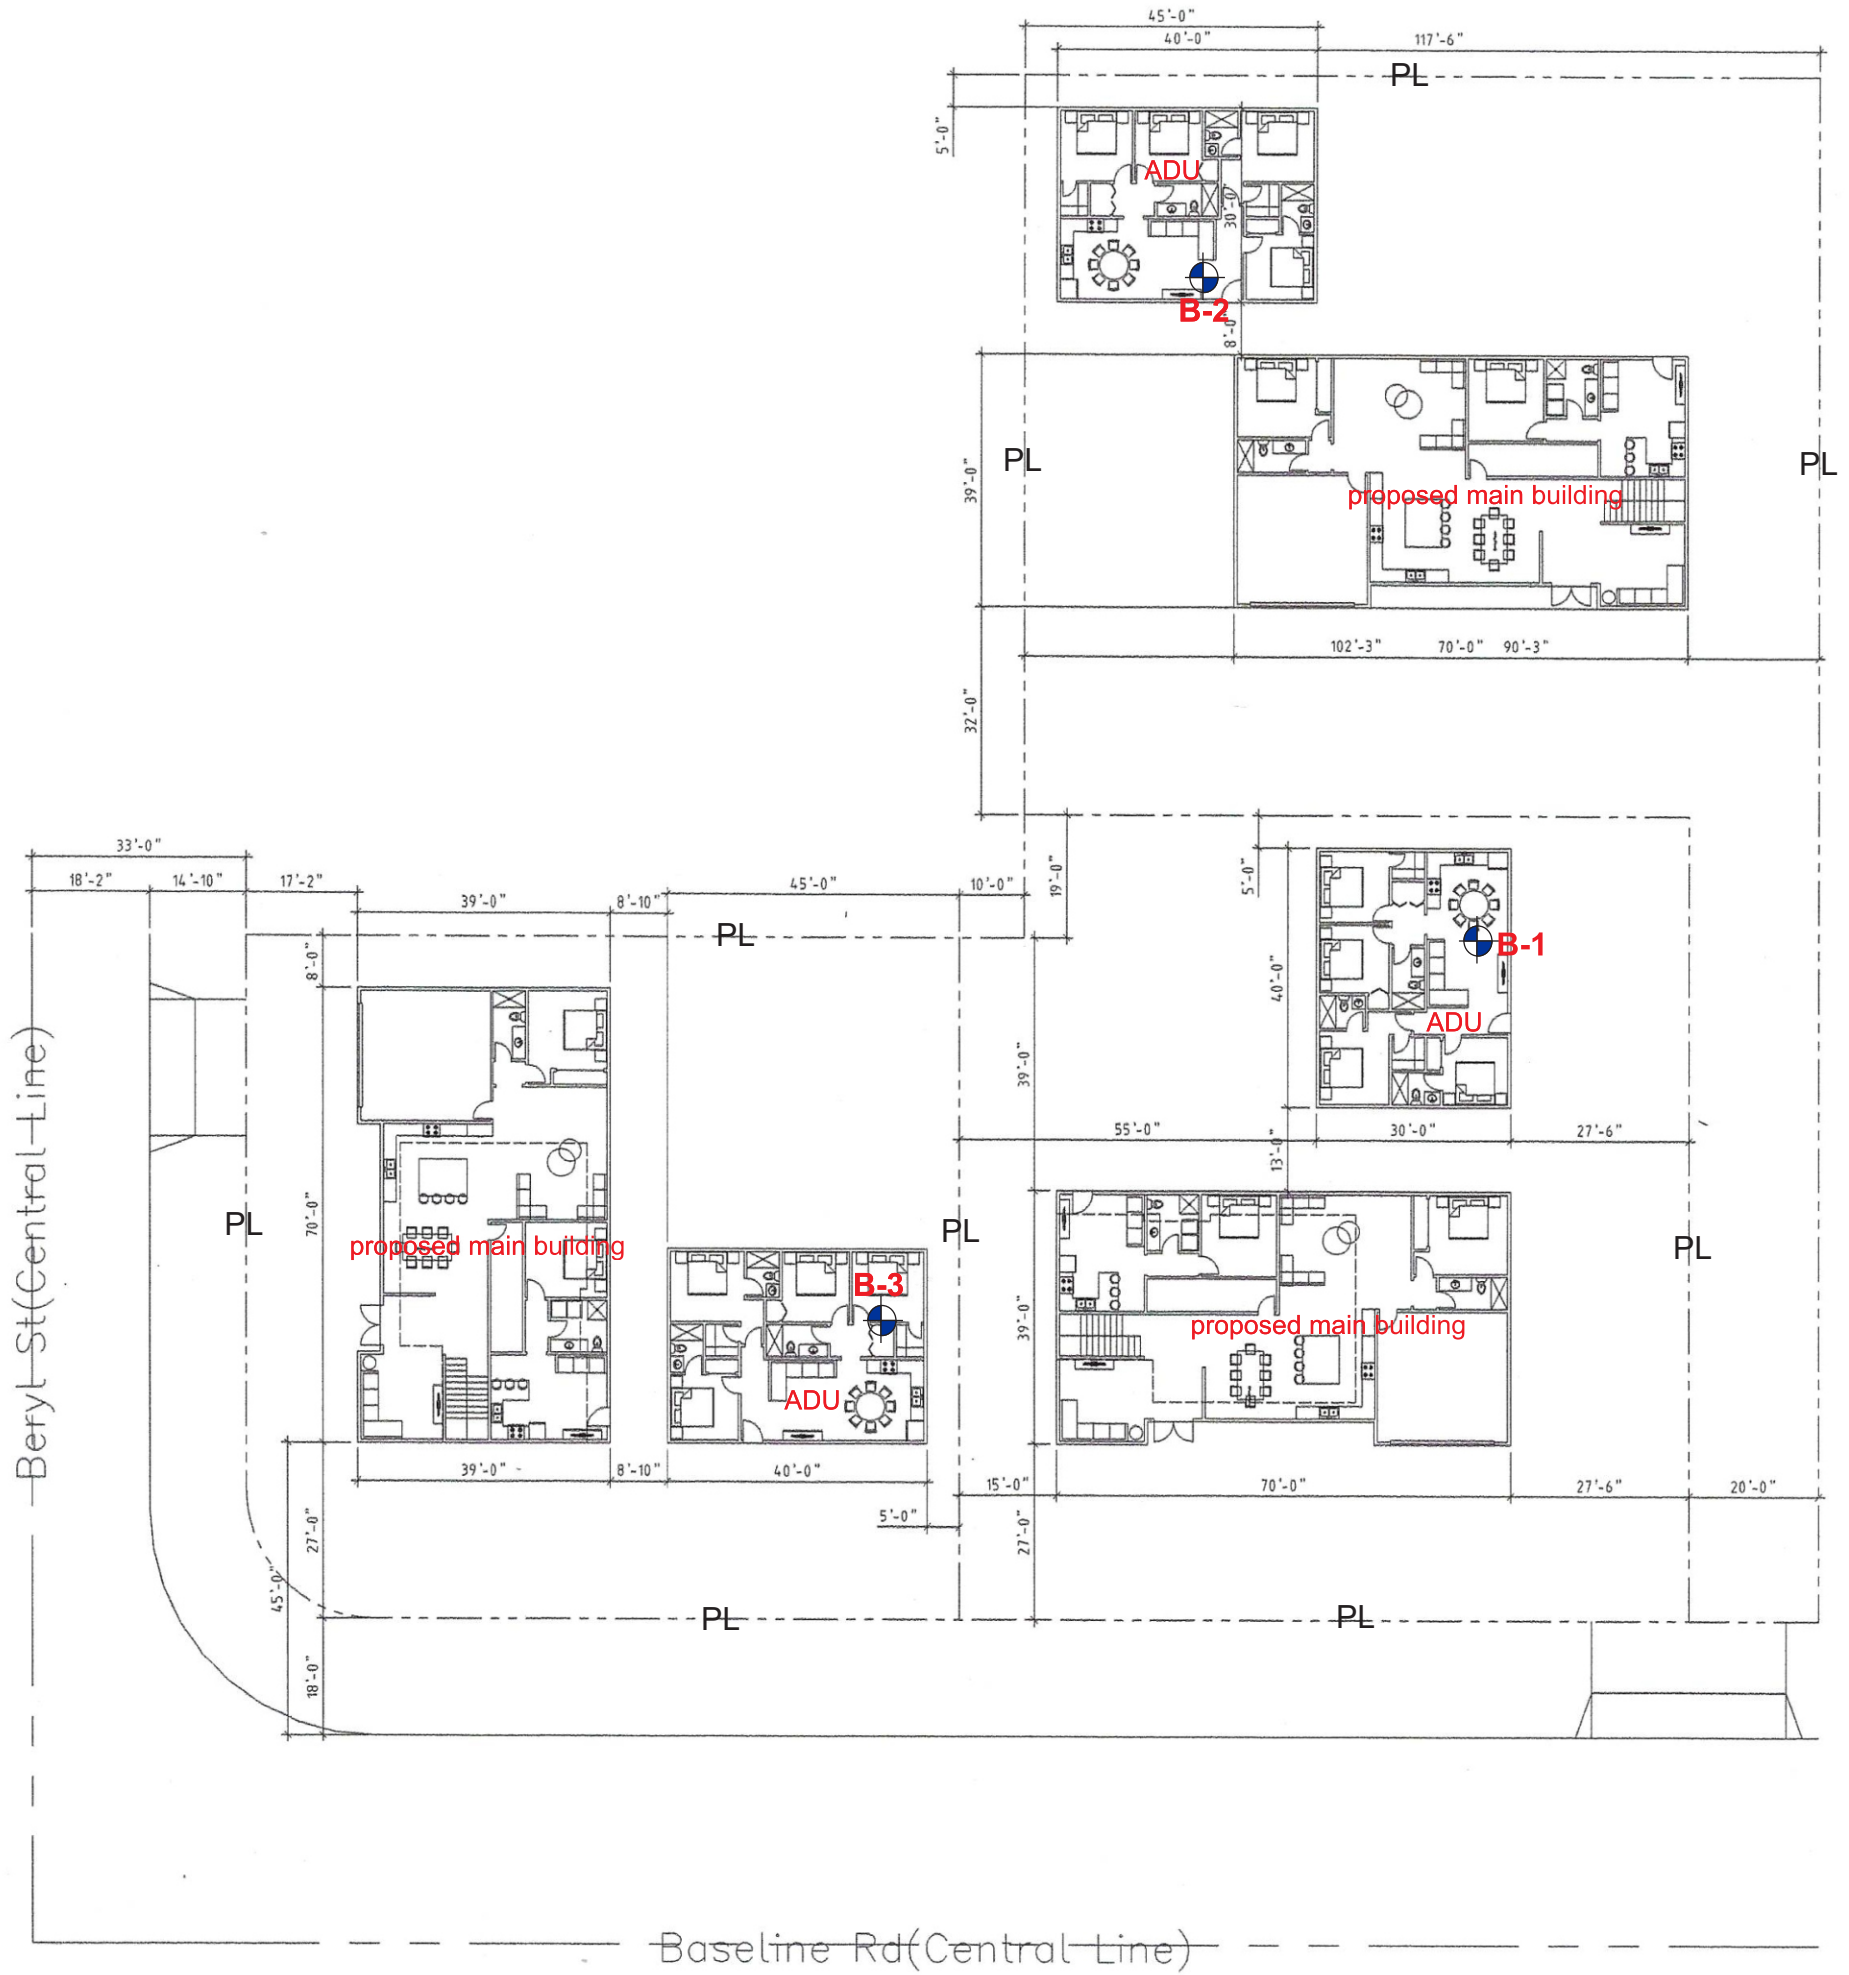 45'-0"
40'-0"
117'-6"
PL
5'-0"
ADU
30'-0"
B-2
8'-0"
39'-0"
PL
PL
proposed main building
102'-3"
70'-0"
90'-3"
32'-0"
33'-0"
18'-2"
14'-10"
17'-2"
39'-0"
8'-10"
45'-0"
10'-0"
19'-0"
5'-0"
PL
8'-0"
B-1
40'-0"
ADU
39'-0"
55'-0"
30'-0"
27'-6"
13'-0"
Beryl St(Central Line)
PL
70'-0"
proposed main building
PL
PL
B-3
39'-0"
proposed main building
ADU
39'-0"
8'-10"
40'-0"
15'-0"
70'-0"
27'-6"
20'-0"
5'-0"
27'-0"
27'-0"
45'-0"
PL
PL
18'-0"
Baseline Rd(Central Line)